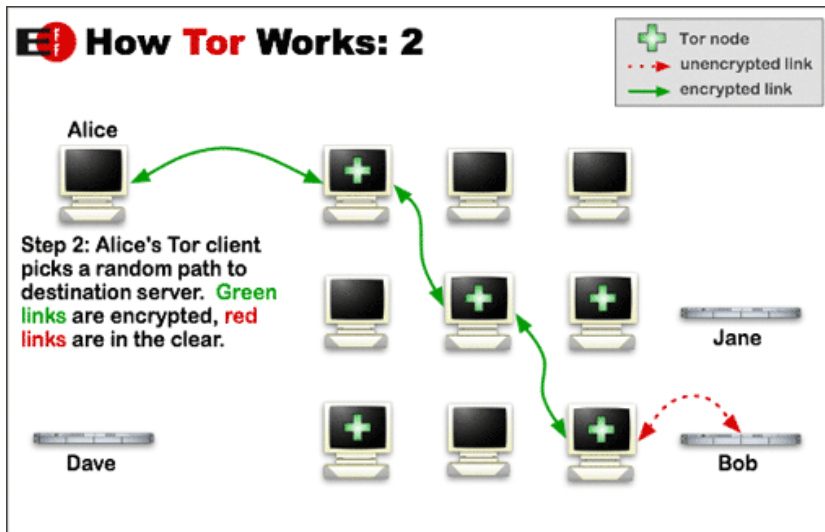 EFF How Tor Works: 2
Tor node
unencrypted link
encrypted link
Alice
Step 2: Alice's Tor client
picks a random path to
destination server. Green
links are encrypted, red
links are in the clear.
Jane
Dave
Bob